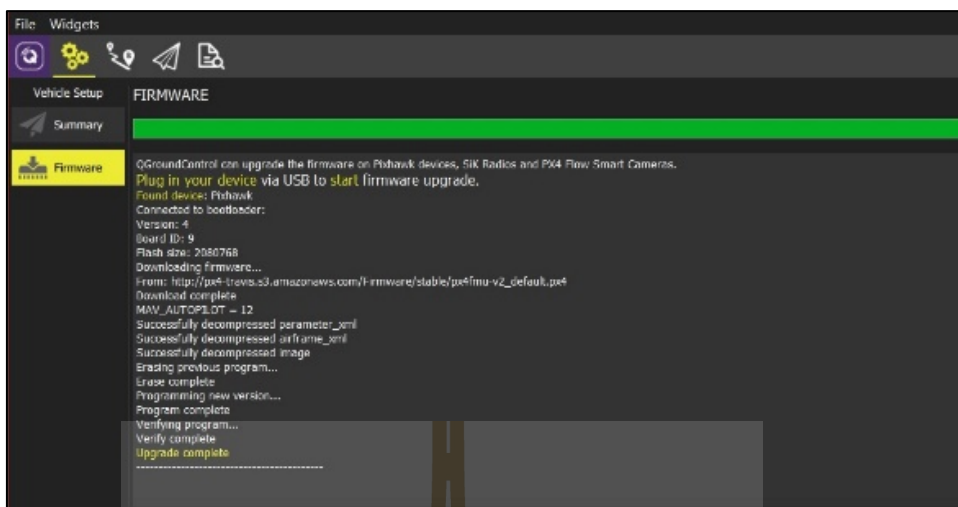 File Widgets
Vehicle Setup
FIRMWARE
Summary
Firmware
QGroundControl can upgrade the firmware on Pixhawk devices, SiK Radios and PX4 Flow Smart Cameras.
Plug in your device via USB to start firmware upgrade.
Found device: Pixhawk
Connected to bootloader:
Version: 4
Board ID: 9
Flash size: 2080768
Downloading firmware...
From: http://px4-travis.s3.amazonaws.com/Firmware/stable/px4fmu-v2_default.px4
Download complete
MAV_AUTOPILOT = 12
Successfully decompressed parameter_xml
Successfully decompressed airframe_xml
Successfully decompressed image
Erasing previous program...
Erase complete
Programming new version...
Program complete
Verifying program...
Verify complete
Upgrade complete
------------------------------------------